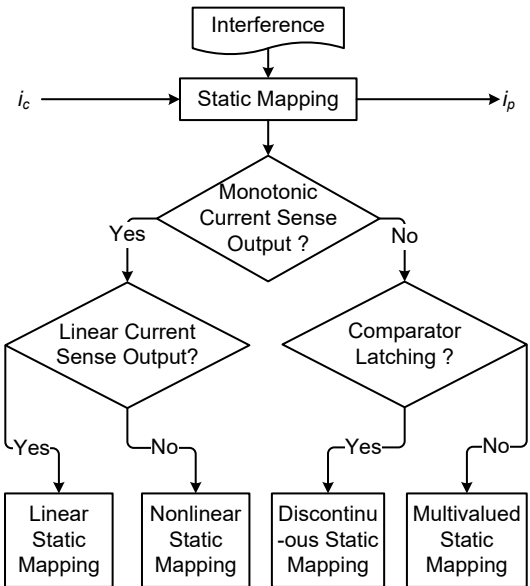 Interference
i_c
Static Mapping
i_p
Monotonic
Current Sense
Output ?
Yes
No
Linear Current
Sense Output?
Comparator
Latching ?
Yes
No
Yes
No
Linear
Static
Mapping
Nonlinear
Static
Mapping
Discontinu
-ous Static
Mapping
Multivalued
Static
Mapping